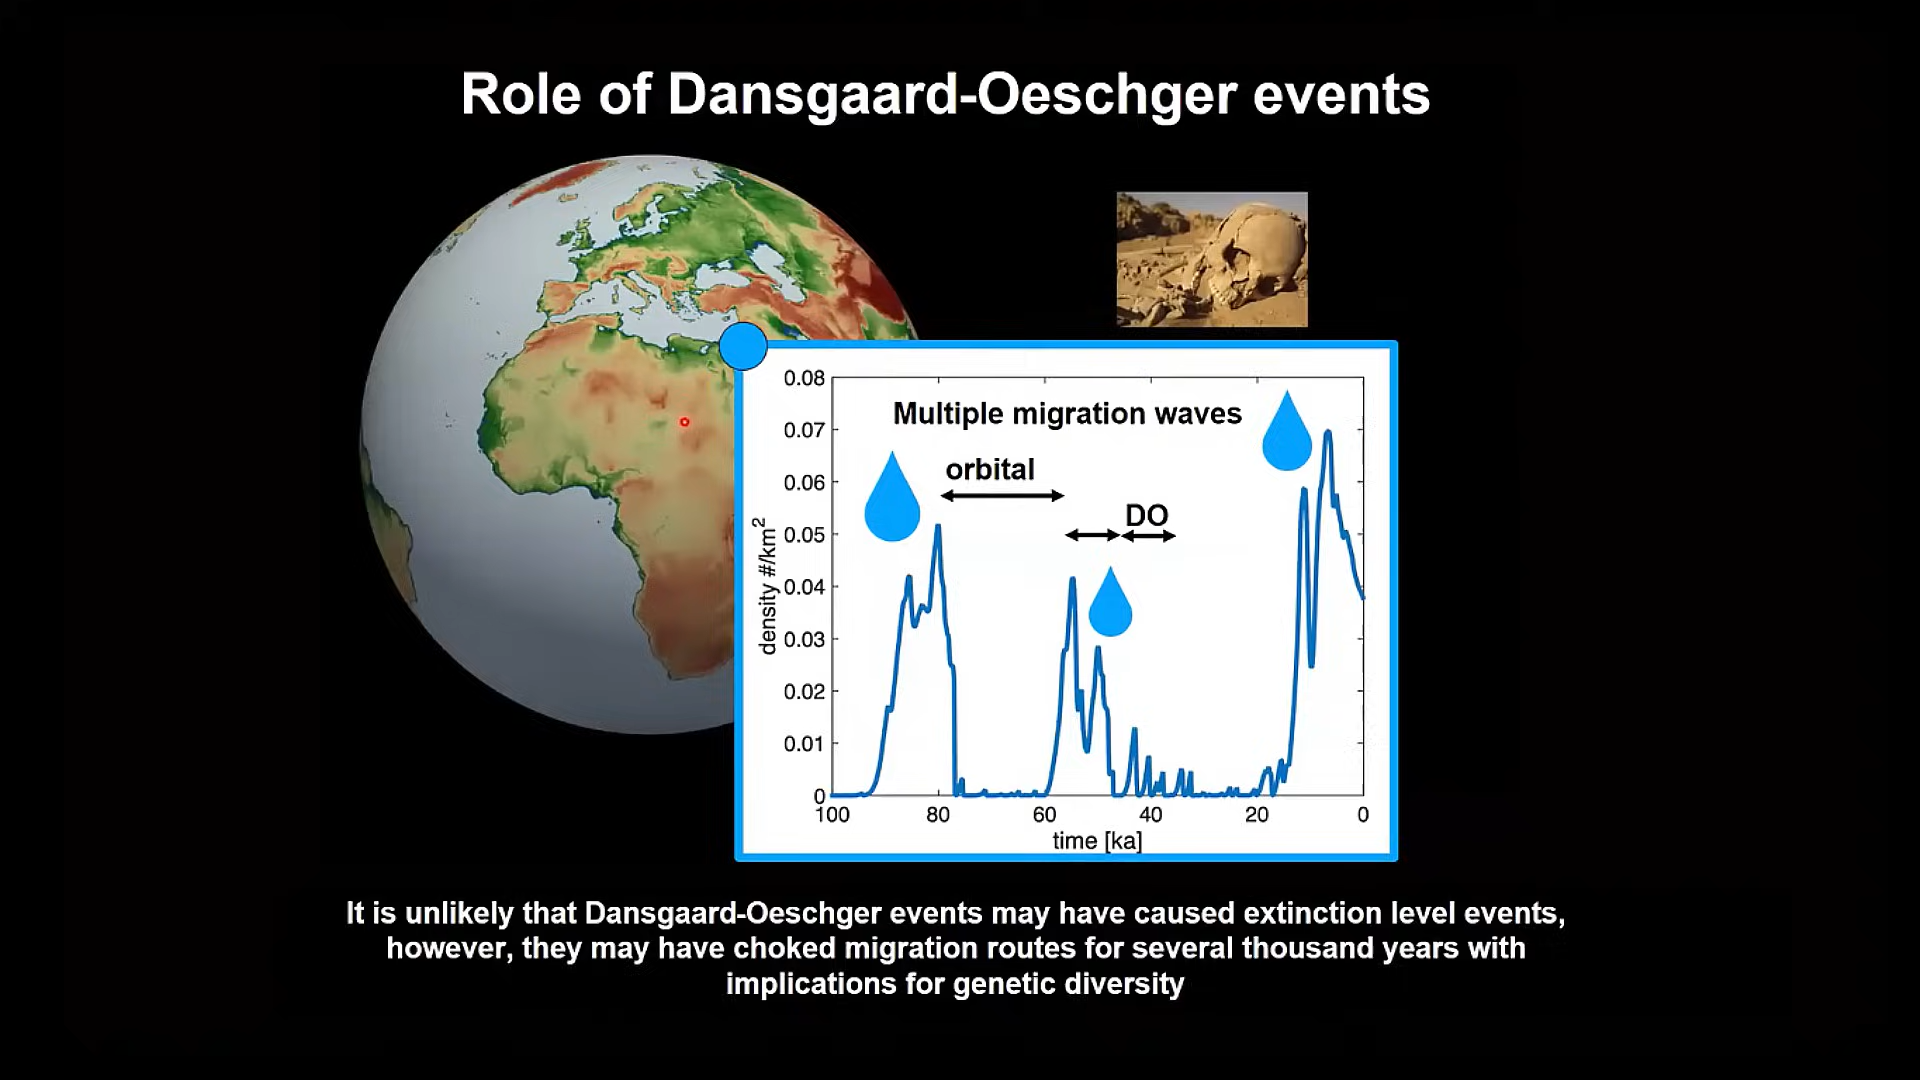 Role of Dansgaard-Oeschger events
Multiple migration waves
orbital
DO
density #/km²
0.08
0.07
0.06
0.05
0.04
0.03
0.02
0.01
0
100 80 60 40 20 0
time [ka]
It is unlikely that Dansgaard-Oeschger events may have caused extinction level events,
however, they may have choked migration routes for several thousand years with
implications for genetic diversity